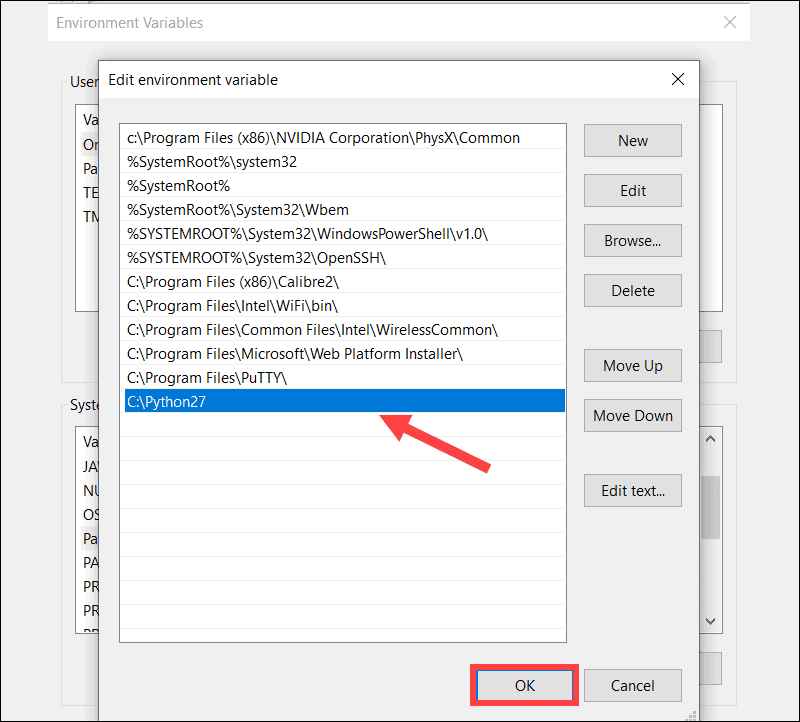 Environment Variables
Edit environment variable
User
Va
Or
Pa
TE
TM
c:\Program Files (x86)\NVIDIA Corporation\PhysX\Common
%SystemRoot%\system32
%SystemRoot%
%SystemRoot%\System32\Wbem
%SYSTEMROOT%\System32\WindowsPowerShell\v1.0\
%SYSTEMROOT%\System32\OpenSSH\
C:\Program Files (x86)\Calibre2\
C:\Program Files\Intel\WiFi\bin\
C:\Program Files\Common Files\Intel\WirelessCommon\
C:\Program Files\Microsoft\Web Platform Installer\
C:\Program Files\PuTTY\
C:\Python27
New
Edit
Browse...
Delete
Move Up
Move Down
Edit text...
Syste
Va
JA
NU
OS
Pa
PA
PR
PR
OK
Cancel